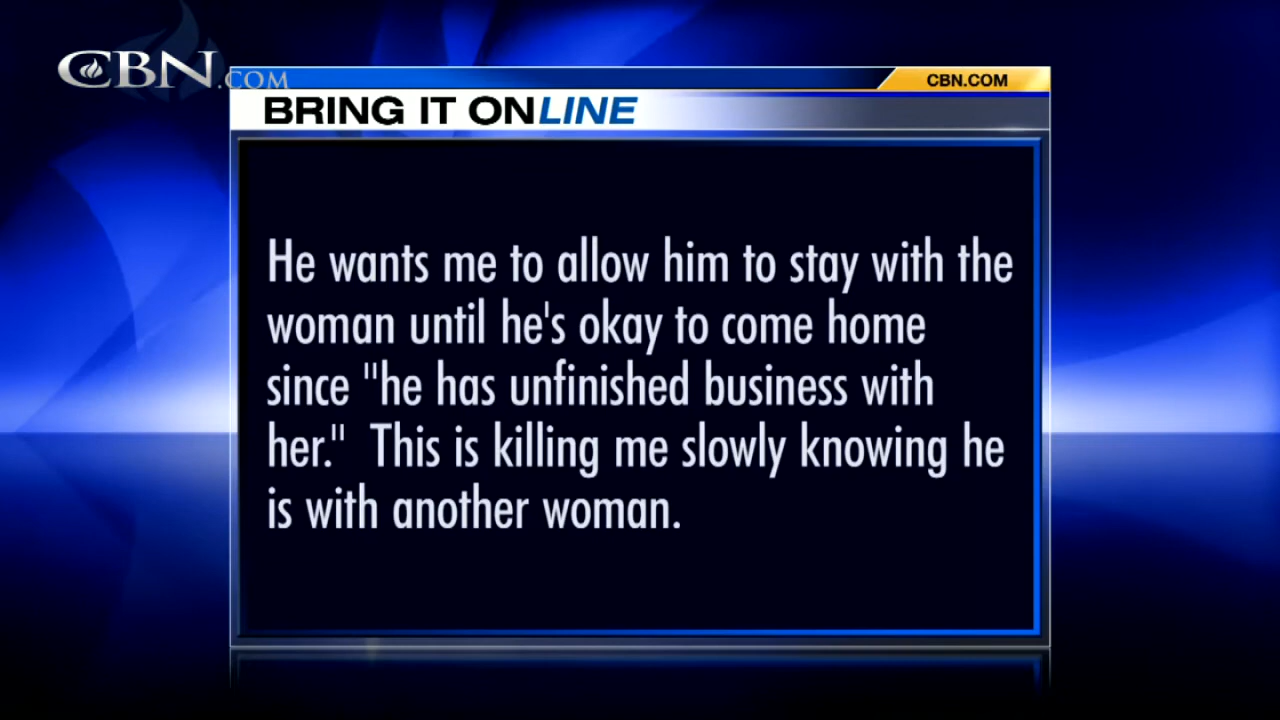 CBN.COM
CBN.COM
BRING IT ONLINE
He wants me to allow him to stay with the
woman until he's okay to come home
since "he has unfinished business with
her."  This is killing me slowly knowing he
is with another woman.